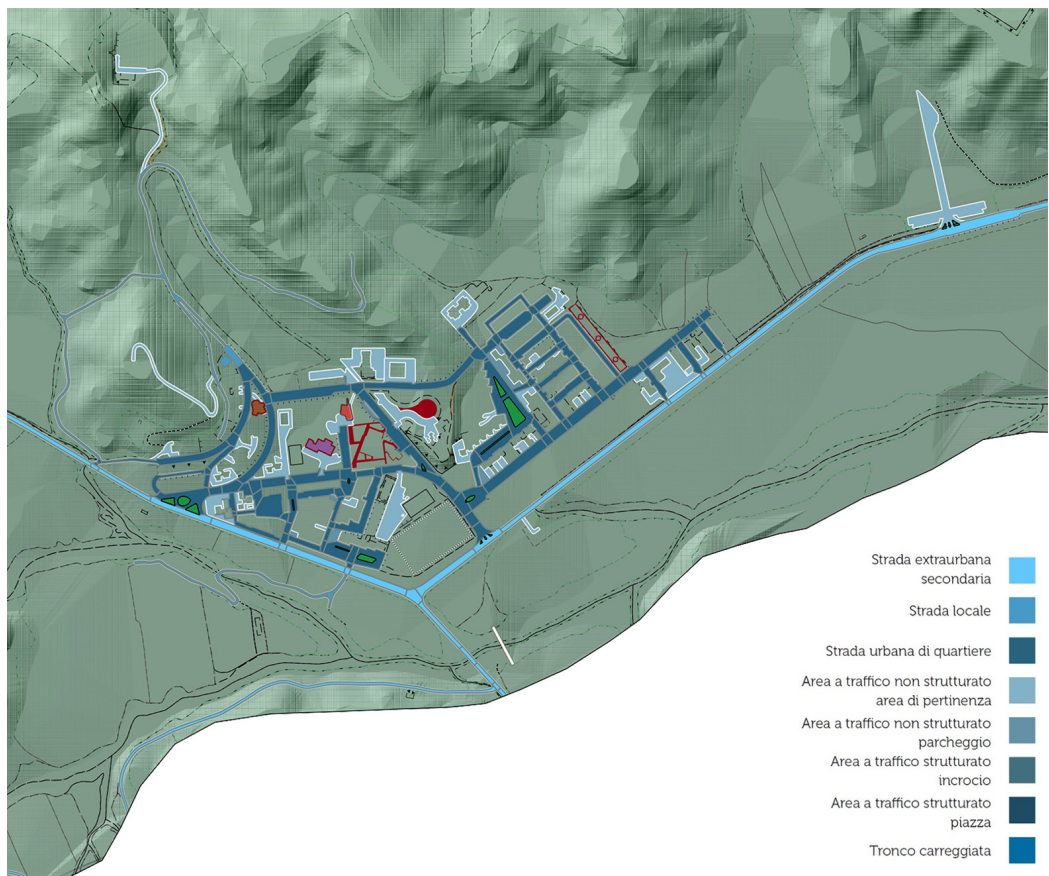 Strada extraurbana
secondaria
Strada locale
Strada urbana di quartiere
Area a traffico non strutturato
area di pertinenza
Area a traffico non strutturato
parcheggio
Area a traffico strutturato
incrocio
Area a traffico strutturato
piazza
Tronco carreggiata